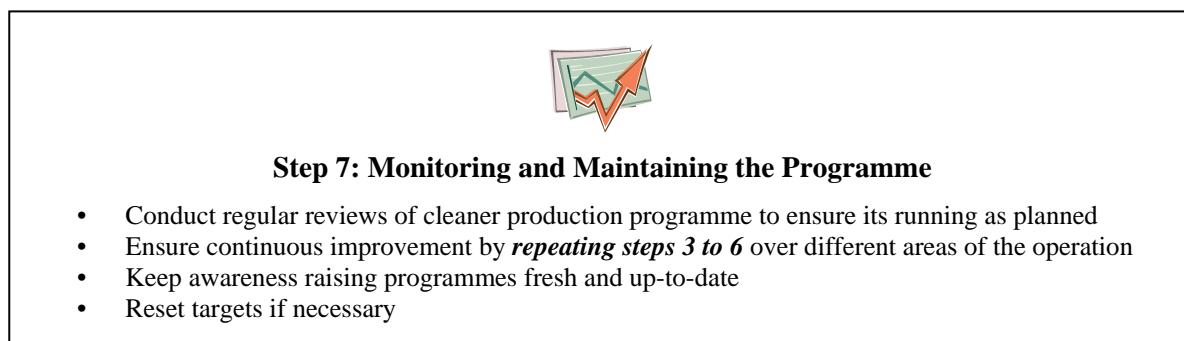 Step 7: Monitoring and Maintaining the Programme
• Conduct regular reviews of cleaner production programme to ensure its running as planned
• Ensure continuous improvement by repeating steps 3 to 6 over different areas of the operation
• Keep awareness raising programmes fresh and up-to-date
• Reset targets if necessary